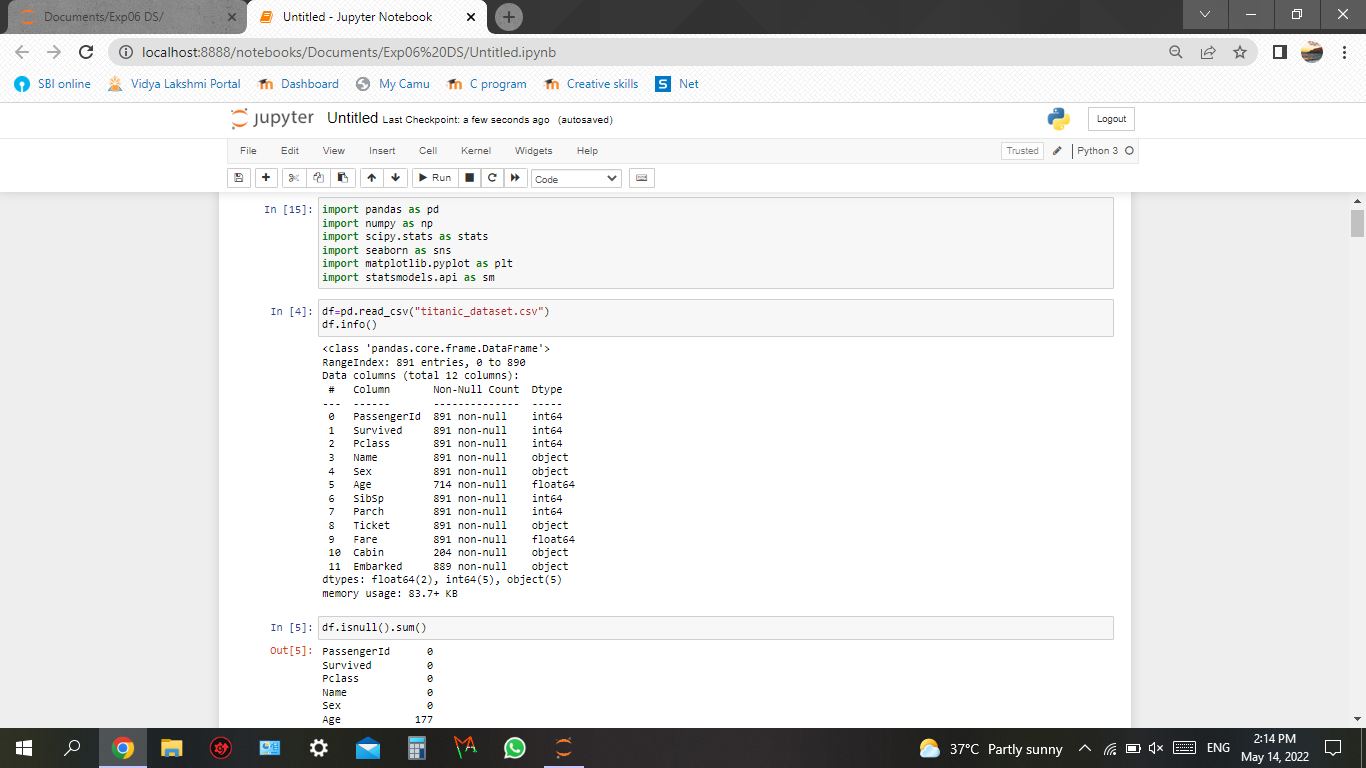 Documents/Exp06 DS/
Untitled - Jupyter Notebook
localhost:8888/notebooks/Documents/Exp06%20DS/Untitled.ipynb
SBI online Vidya Lakshmi Portal Dashboard My Camu C program Creative skills S Net
jupyter Untitled Last Checkpoint: a few seconds ago (autosaved) Logout
File Edit View Insert Cell Kernel Widgets Help Trusted Python 3
Run Code
In [15]: import pandas as pd
import numpy as np
import scipy.stats as stats
import seaborn as sns
import matplotlib.pyplot as plt
import statsmodels.api as sm
In [4]: df=pd.read_csv("titanic_dataset.csv")
df.info()
<class 'pandas.core.frame.DataFrame'>
RangeIndex: 891 entries, 0 to 890
Data columns (total 12 columns):
# Column Non-Null Count Dtype
--- ------ -------------- -----
0 PassengerId 891 non-null int64
1 Survived 891 non-null int64
2 Pclass 891 non-null int64
3 Name 891 non-null object
4 Sex 891 non-null object
5 Age 714 non-null float64
6 SibSp 891 non-null int64
7 Parch 891 non-null int64
8 Ticket 891 non-null object
9 Fare 891 non-null float64
10 Cabin 204 non-null object
11 Embarked 889 non-null object
dtypes: float64(2), int64(5), object(5)
memory usage: 83.7+ KB
In [5]: df.isnull().sum()
Out[5]: PassengerId 0
Survived 0
Pclass 0
Name 0
Sex 0
Age 177
37°C Partly sunny ENG 2:14 PM
May 14, 2022